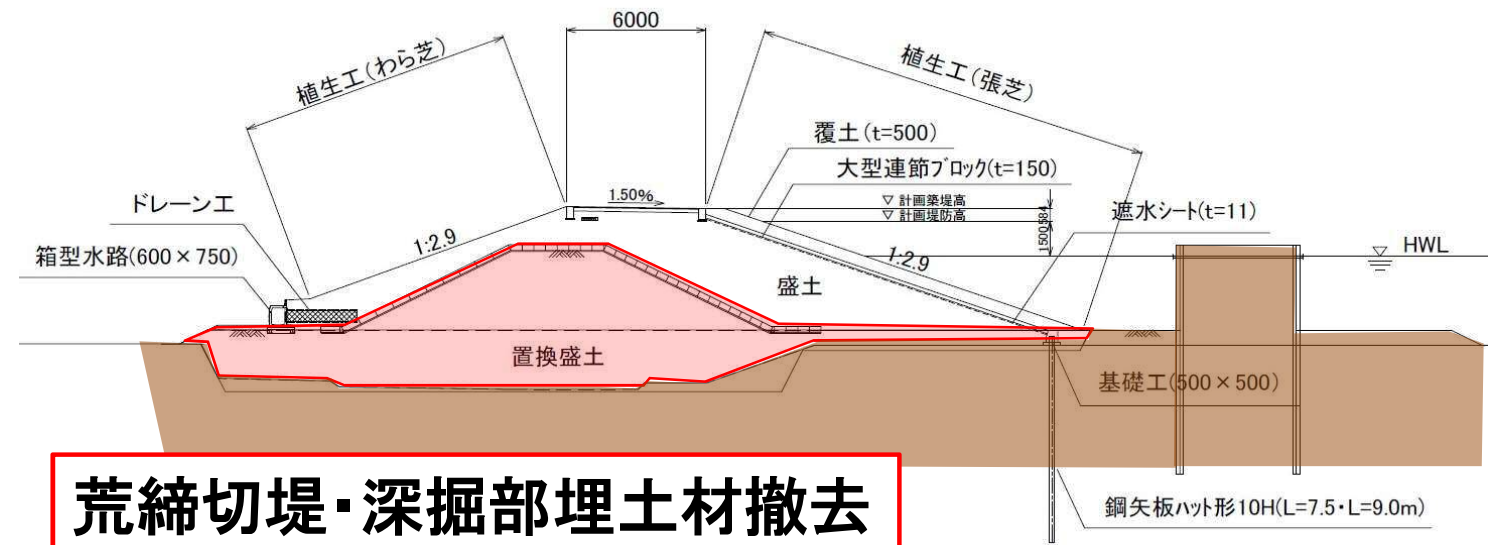 6000
植生工(わら芝)
植生工(張芝)
覆土(t=500)
大型連節ブロック(t=150)
1.50%
▽ 計画築堤高
▽ 計画堤防高
584
1500
遮水シート(t=11)
ドレーン工
箱型水路(600×750)
1:2.9
1:2.9
HWL
盛土
置換盛土
基礎工(500×500)
荒締切堤・深掘部埋土材撤去
鋼矢板ハット形10H(L=7.5・L=9.0m)